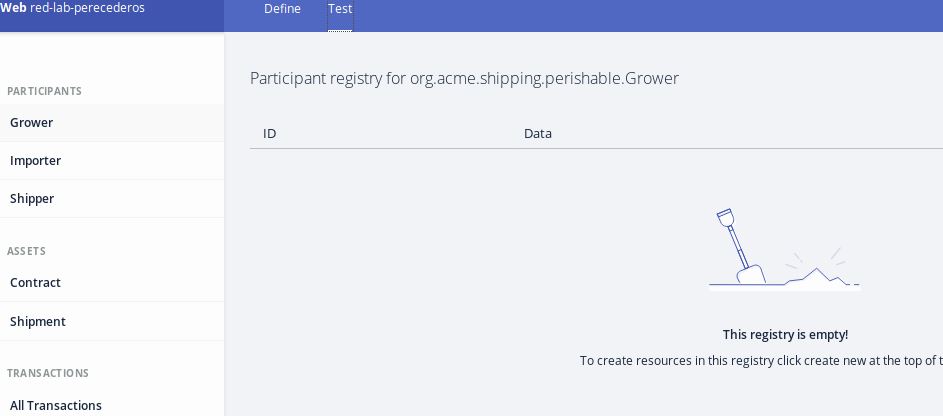 Web red-lab-perecederos
Define Test
PARTICIPANTS
Grower
Importer
Shipper
ASSETS
Contract
Shipment
TRANSACTIONS
All Transactions
Participant registry for org.acme.shipping.perishable.Grower
ID Data
This registry is empty!
To create resources in this registry click create new at the top of t